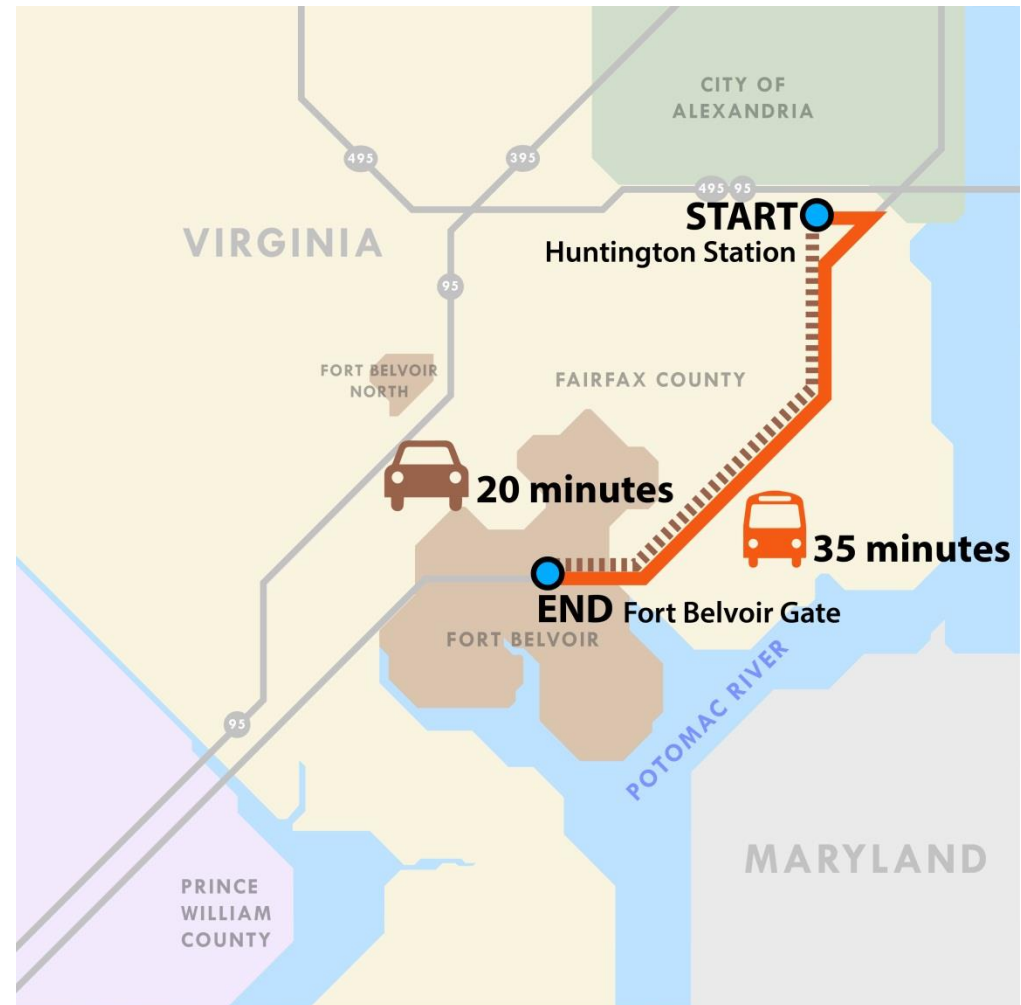 CITY OF
ALEXANDRIA
495
395
495 95
START
VIRGINIA
Huntington Station
95
FORT BELVOIR
NORTH
FAIRFAX COUNTY
20 minutes
35 minutes
END Fort Belvoir Gate
FORT BELVOIR
POTOMAC RIVER
95
MARYLAND
PRINCE
WILLIAM
COUNTY